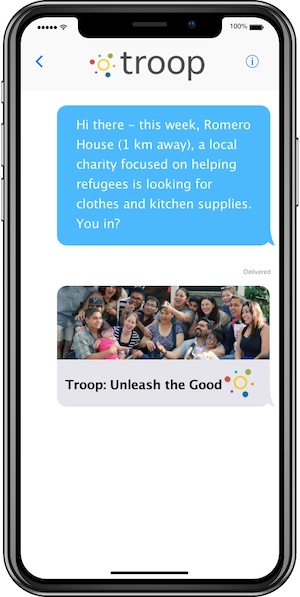 100%
troop
Hi there – this week, Romero
House (1 km away), a local
charity focused on helping
refugees is looking for
clothes and kitchen supplies.
You in?
Delivered
Troop: Unleash the Good